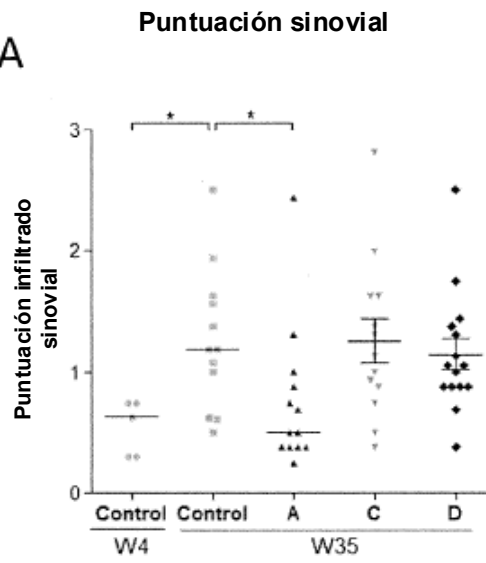 Puntuación sinovial
A
Puntuación infiltrado
sinovial
* *
3
2
1
0
Control Control A C D
W4 W35